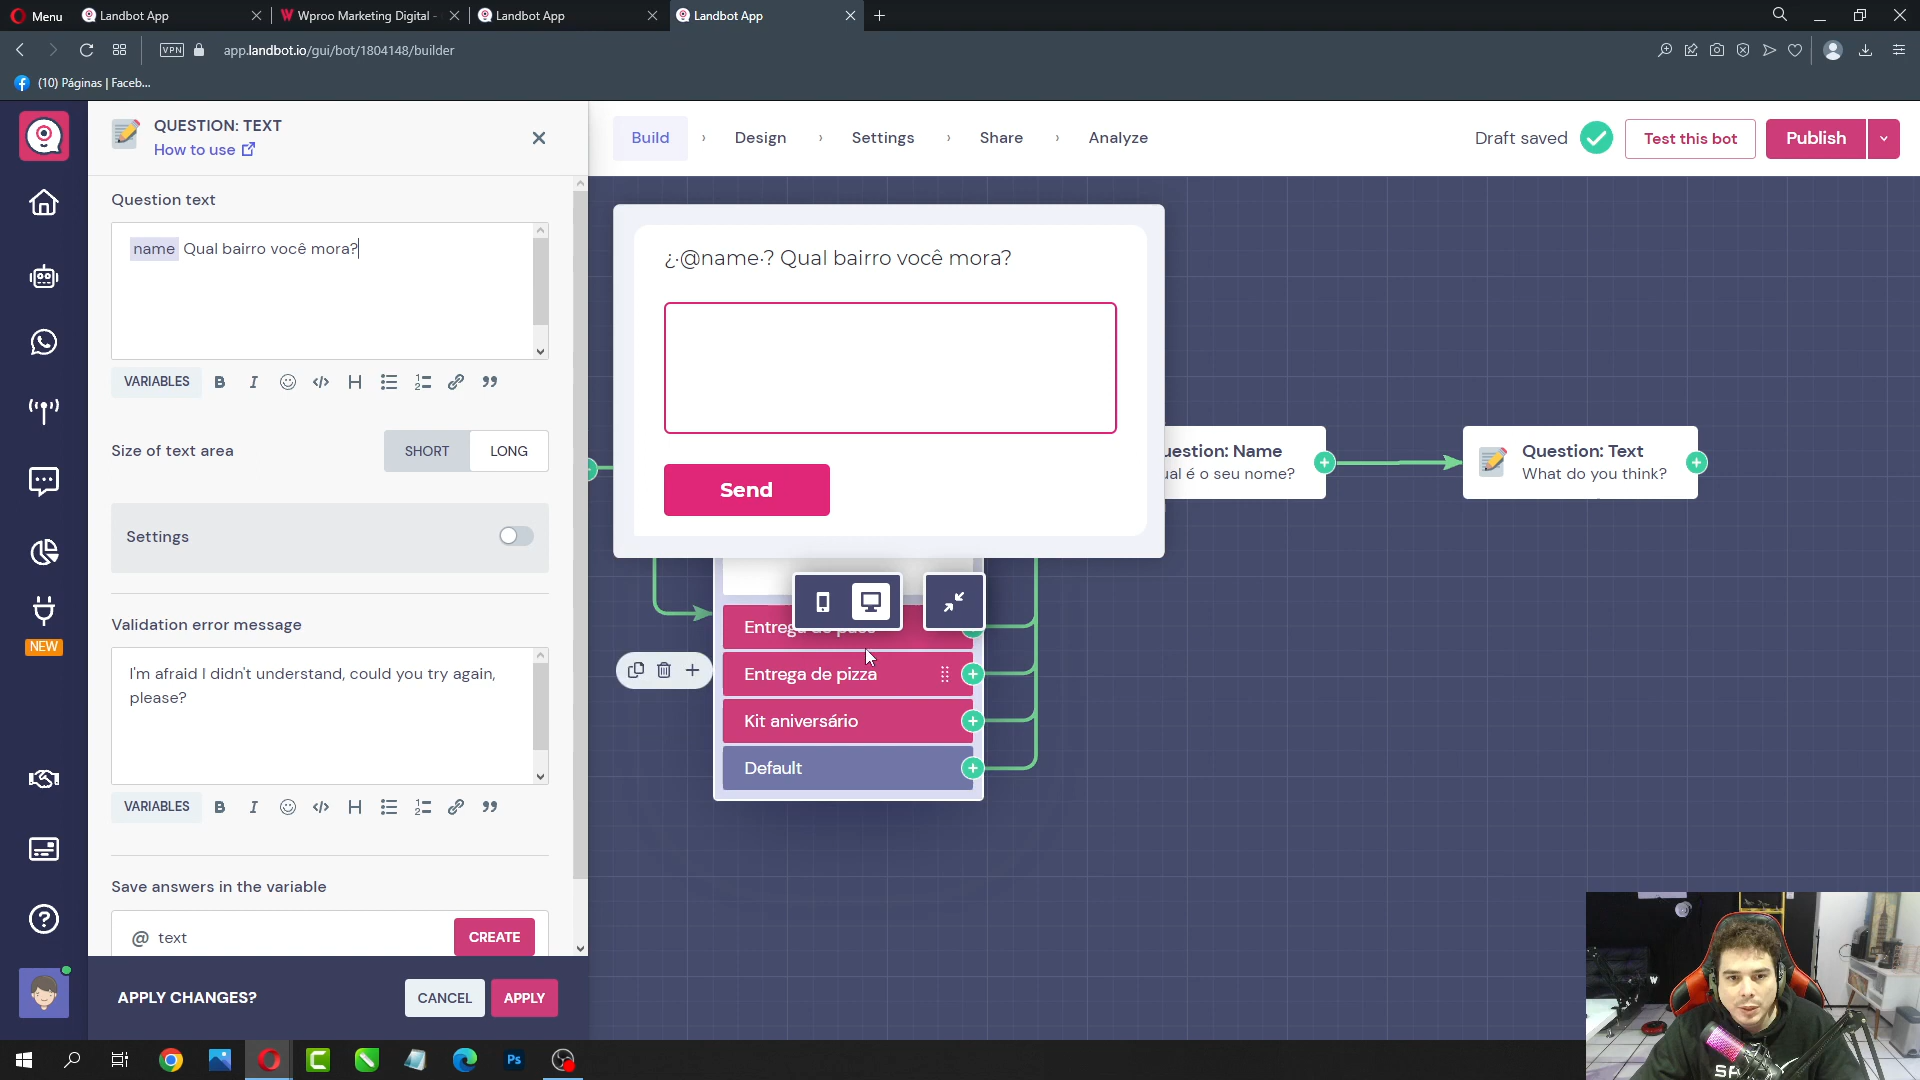 Menu
Landbot App
Wproo Marketing Digital -
Landbot App
Landbot App
VPN
app.landbot.io/gui/bot/1804148/builder
(10) Páginas | Faceb...
QUESTION: TEXT
How to use
Build
Design
Settings
Share
Analyze
Draft saved
Test this bot
Publish
Question text
name Qual bairro você mora?
VARIABLES
Size of text area
SHORT
LONG
Settings
Validation error message
I'm afraid I didn't understand, could you try again,
please?
VARIABLES
Save answers in the variable
@ text
CREATE
APPLY CHANGES?
CANCEL
APPLY
NEW
¿·@name·? Qual bairro você mora?
Send
uestion: Name
ual é o seu nome?
Question: Text
What do you think?
Entrega de pizza
Kit aniversário
Default
Ps